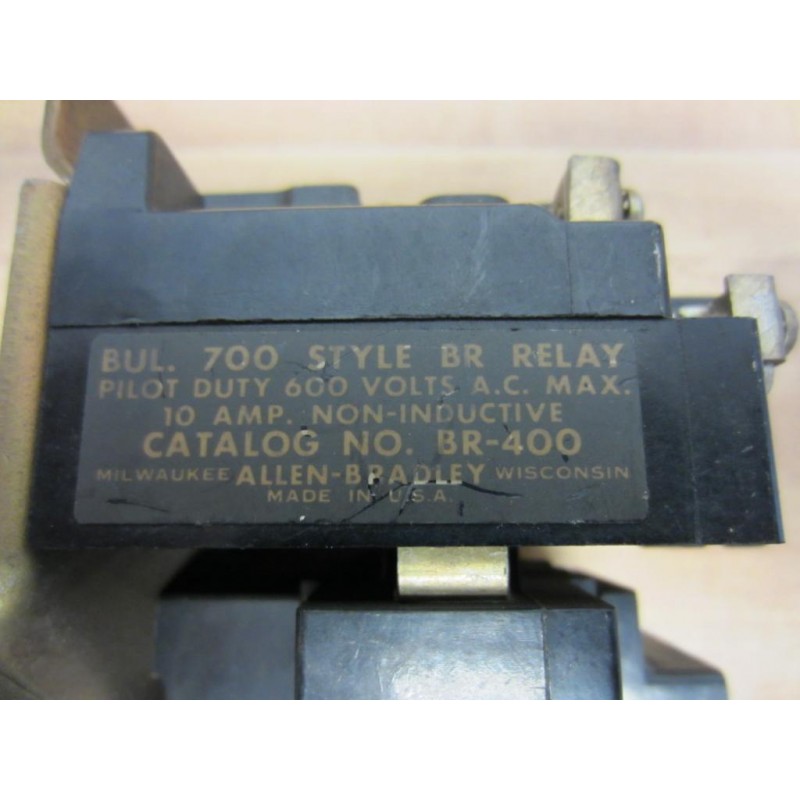 BUL. 700 STYLE BR RELAY
PILOT DUTY 600 VOLTS A.C. MAX.
10 AMP. NON-INDUCTIVE
CATALOG NO. BR-400
MILWAUKEE ALLEN-BRADLEY WISCONSIN
MADE IN U.S.A.